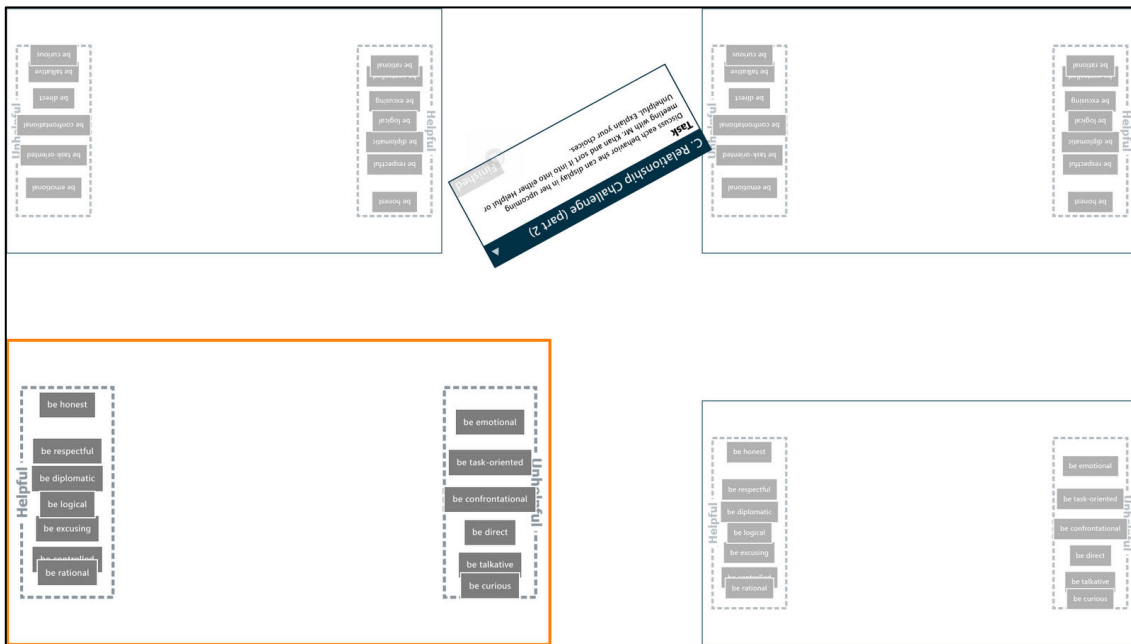 be curious
be talkative
be direct
be confrontational
be task-oriented
be emotional
Unhelpful
be rational
be controlled
be excusing
be logical
be diplomatic
be respectful
be honest
Helpful
C. Relationship Challenge (part 2)
Task
Discuss each behavior she can display in her upcoming
meeting with Mr. Khan and sort it into either Helpful or
Unhelpful. Explain your choices.
Finished
be curious
be talkative
be direct
be confrontational
be task-oriented
be emotional
Unhelpful
be rational
be controlled
be excusing
be logical
be diplomatic
be respectful
be honest
Helpful
be honest
be respectful
be diplomatic
be logical
be excusing
be controlled
be rational
Helpful
be emotional
be task-oriented
be confrontational
be direct
be talkative
be curious
Unhelpful
be honest
be respectful
be diplomatic
be logical
be excusing
be controlled
be rational
Helpful
be emotional
be task-oriented
be confrontational
be direct
be talkative
be curious
Unhelpful